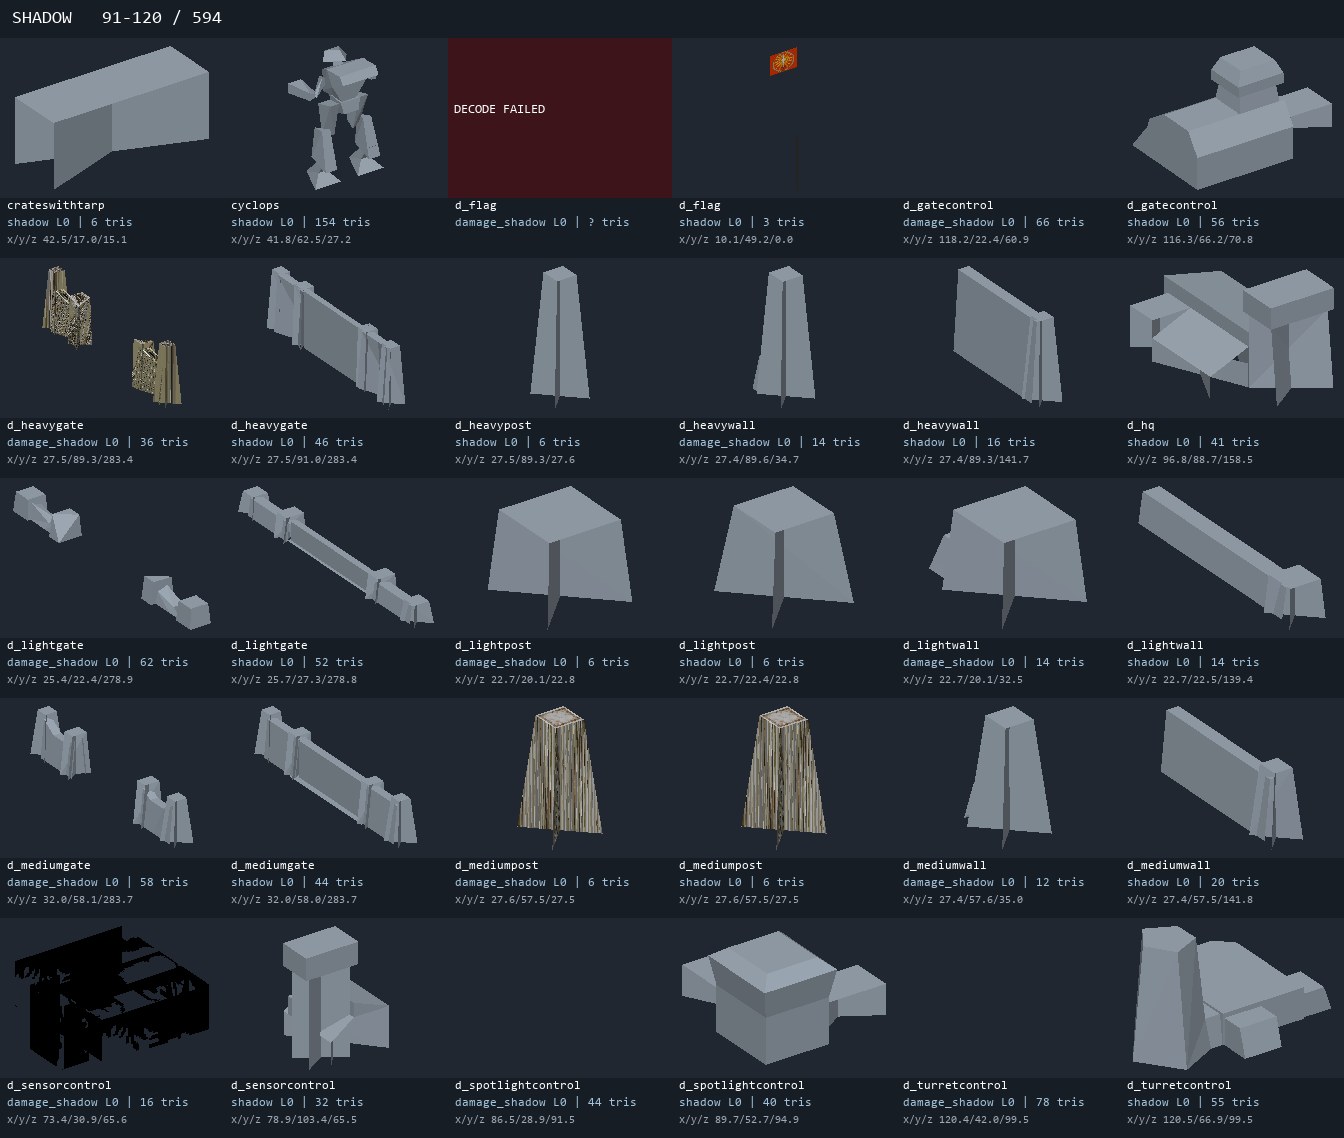 SHADOW 91-120 / 594
DECODE FAILED
crateswithtarp
shadow L0 | 6 tris
x/y/z 42.5/17.0/15.1
cyclops
shadow L0 | 154 tris
x/y/z 41.8/62.5/27.2
d_flag
damage_shadow L0 | ? tris
d_flag
shadow L0 | 3 tris
x/y/z 10.1/49.2/0.0
d_gatecontrol
damage_shadow L0 | 66 tris
x/y/z 118.2/22.4/60.9
d_gatecontrol
shadow L0 | 56 tris
x/y/z 116.3/66.2/70.8
d_heavygate
damage_shadow L0 | 36 tris
x/y/z 27.5/89.3/283.4
d_heavygate
shadow L0 | 46 tris
x/y/z 27.5/91.0/283.4
d_heavypost
shadow L0 | 6 tris
x/y/z 27.5/89.3/27.6
d_heavywall
damage_shadow L0 | 14 tris
x/y/z 27.4/89.6/34.7
d_heavywall
shadow L0 | 16 tris
x/y/z 27.4/89.3/141.7
d_hq
shadow L0 | 41 tris
x/y/z 96.8/88.7/158.5
d_lightgate
damage_shadow L0 | 62 tris
x/y/z 25.4/22.4/278.9
d_lightgate
shadow L0 | 52 tris
x/y/z 25.7/27.3/278.8
d_lightpost
damage_shadow L0 | 6 tris
x/y/z 22.7/20.1/22.8
d_lightpost
shadow L0 | 6 tris
x/y/z 22.7/22.4/22.8
d_lightwall
damage_shadow L0 | 14 tris
x/y/z 22.7/20.1/32.5
d_lightwall
shadow L0 | 14 tris
x/y/z 22.7/22.5/139.4
d_mediumgate
damage_shadow L0 | 58 tris
x/y/z 32.0/58.1/283.7
d_mediumgate
shadow L0 | 44 tris
x/y/z 32.0/58.0/283.7
d_mediumpost
damage_shadow L0 | 6 tris
x/y/z 27.6/57.5/27.5
d_mediumpost
shadow L0 | 6 tris
x/y/z 27.6/57.5/27.5
d_mediumwall
damage_shadow L0 | 12 tris
x/y/z 27.4/57.6/35.0
d_mediumwall
shadow L0 | 20 tris
x/y/z 27.4/57.5/141.8
d_sensorcontrol
damage_shadow L0 | 16 tris
x/y/z 73.4/30.9/65.6
d_sensorcontrol
shadow L0 | 32 tris
x/y/z 78.9/103.4/65.5
d_spotlightcontrol
damage_shadow L0 | 44 tris
x/y/z 86.5/28.9/91.5
d_spotlightcontrol
shadow L0 | 40 tris
x/y/z 89.7/52.7/94.9
d_turretcontrol
damage_shadow L0 | 78 tris
x/y/z 120.4/42.0/99.5
d_turretcontrol
shadow L0 | 55 tris
x/y/z 120.5/66.9/99.5